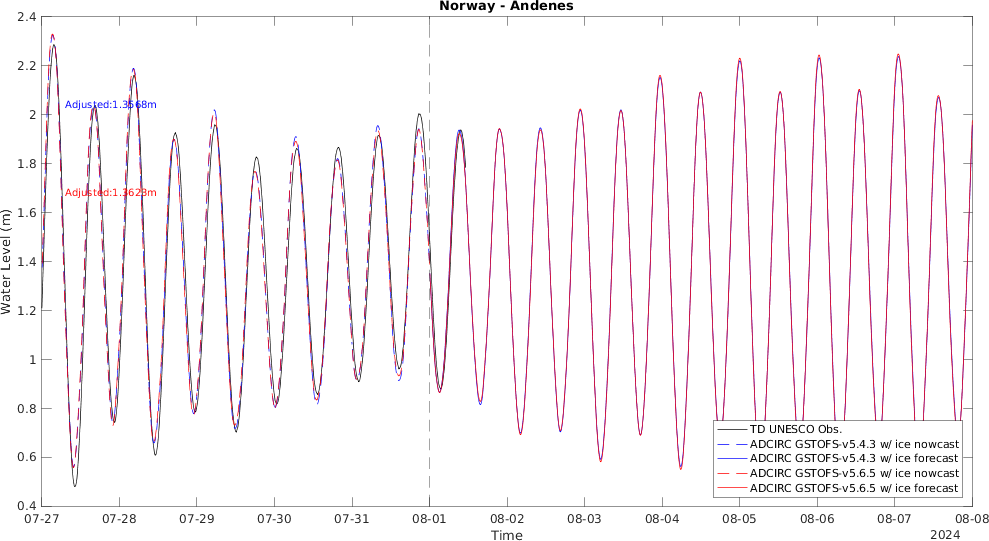 Norway - Andenes
2.4
2.2
2
1.8
1.6
1.4
1.2
1
0.8
0.6
0.4
Water Level (m)
Adjusted:1.3568m
Adjusted:1.3623m
TD UNESCO Obs.
ADCIRC GSTOFS-v5.4.3 w/ ice nowcast
ADCIRC GSTOFS-v5.4.3 w/ ice forecast
ADCIRC GSTOFS-v5.6.5 w/ ice nowcast
ADCIRC GSTOFS-v5.6.5 w/ ice forecast
07-27 07-28 07-29 07-30 07-31 08-01 08-02 08-03 08-04 08-05 08-06 08-07 08-08
Time
2024